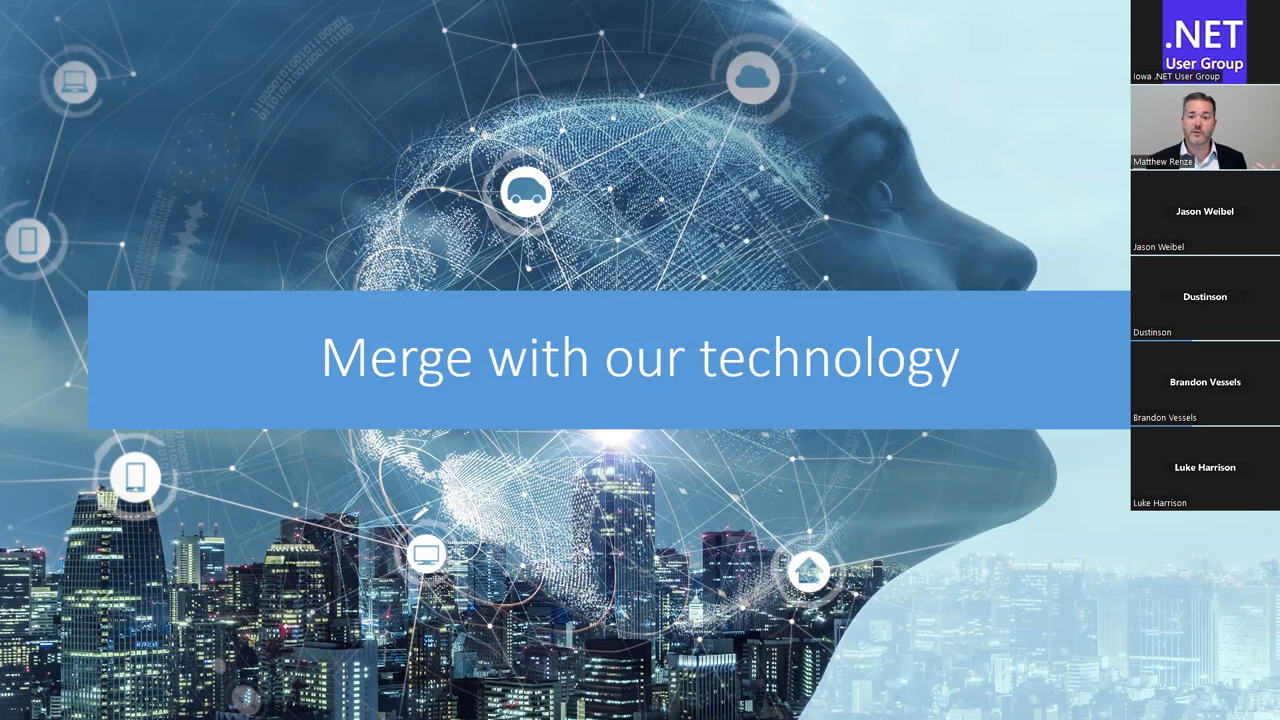 Merge with our technology
.NET
User Group
Iowa .NET User Group
Matthew Renze
Jason Weibel
Jason Weibel
Dustinson
Dustinson
Brandon Vessels
Brandon Vessels
Luke Harrison
Luke Harrison